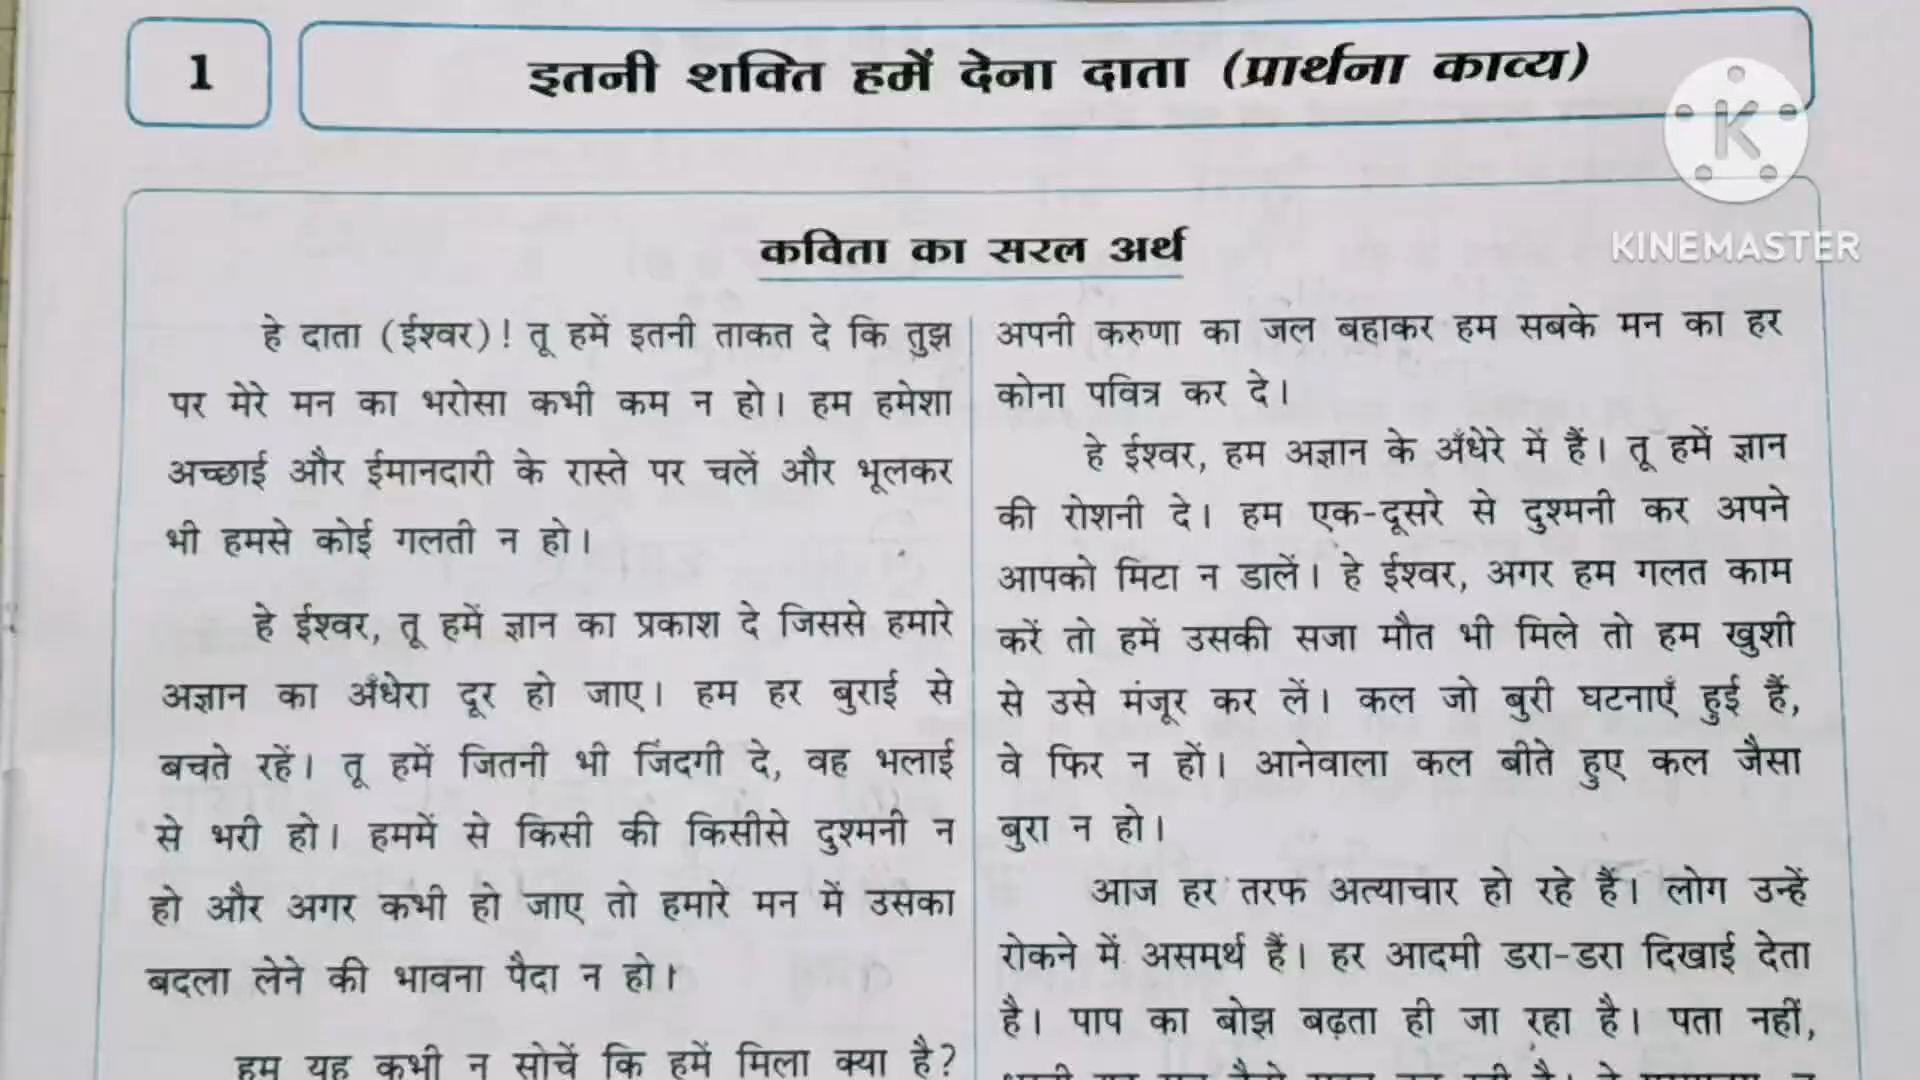 1
इतनी शक्ति हमें देना दाता (प्रार्थना काव्य)
K
KINEMASTER
कविता का सरल अर्थ
हे दाता (ईश्वर)! तू हमें इतनी ताकत दे कि तुझ
पर मेरे मन का भरोसा कभी कम न हो। हम हमेशा
अच्छाई और ईमानदारी के रास्ते पर चलें और भूलकर
भी हमसे कोई गलती न हो।
हे ईश्वर, तू हमें ज्ञान का प्रकाश दे जिससे हमारे
अज्ञान का अँधेरा दूर हो जाए। हम हर बुराई से
बचते रहें। तू हमें जितनी भी जिंदगी दे, वह भलाई
से भरी हो। हममें से किसी की किसीसे दुश्मनी न
हो और अगर कभी हो जाए तो हमारे मन में उसका
बदला लेने की भावना पैदा न हो।
हम यह कभी न सोचें कि हमें मिला क्या है?
अपनी करुणा का जल बहाकर हम सबके मन का हर
कोना पवित्र कर दे।
हे ईश्वर, हम अज्ञान के अँधेरे में हैं। तू हमें ज्ञान
की रोशनी दे। हम एक-दूसरे से दुश्मनी कर अपने
आपको मिटा न डालें। हे ईश्वर, अगर हम गलत काम
करें तो हमें उसकी सजा मौत भी मिले तो हम खुशी
से उसे मंजूर कर लें। कल जो बुरी घटनाएँ हुई हैं,
वे फिर न हों। आनेवाला कल बीते हुए कल जैसा
बुरा न हो।
आज हर तरफ अत्याचार हो रहे हैं। लोग उन्हें
रोकने में असमर्थ हैं। हर आदमी डरा-डरा दिखाई देता
है। पाप का बोझ बढ़ता ही जा रहा है। पता नहीं,